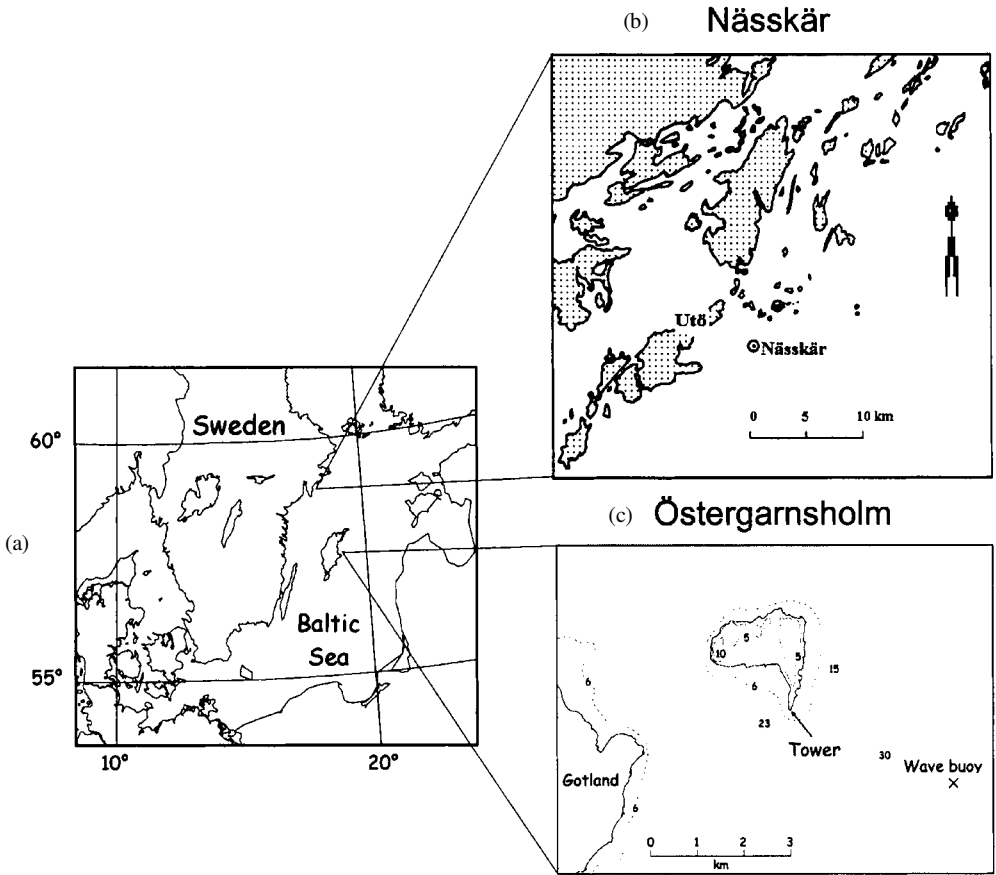 (b) Nässkär
Utö
Nässkär
0 5 10 km
(a)
Sweden
60°
Baltic
Sea
55°
10° 20°
(c) Östergarnsholm
5
10
5
15
6
6
23
Tower
30
Wave buoy
Gotland
6
0 1 2 3
km